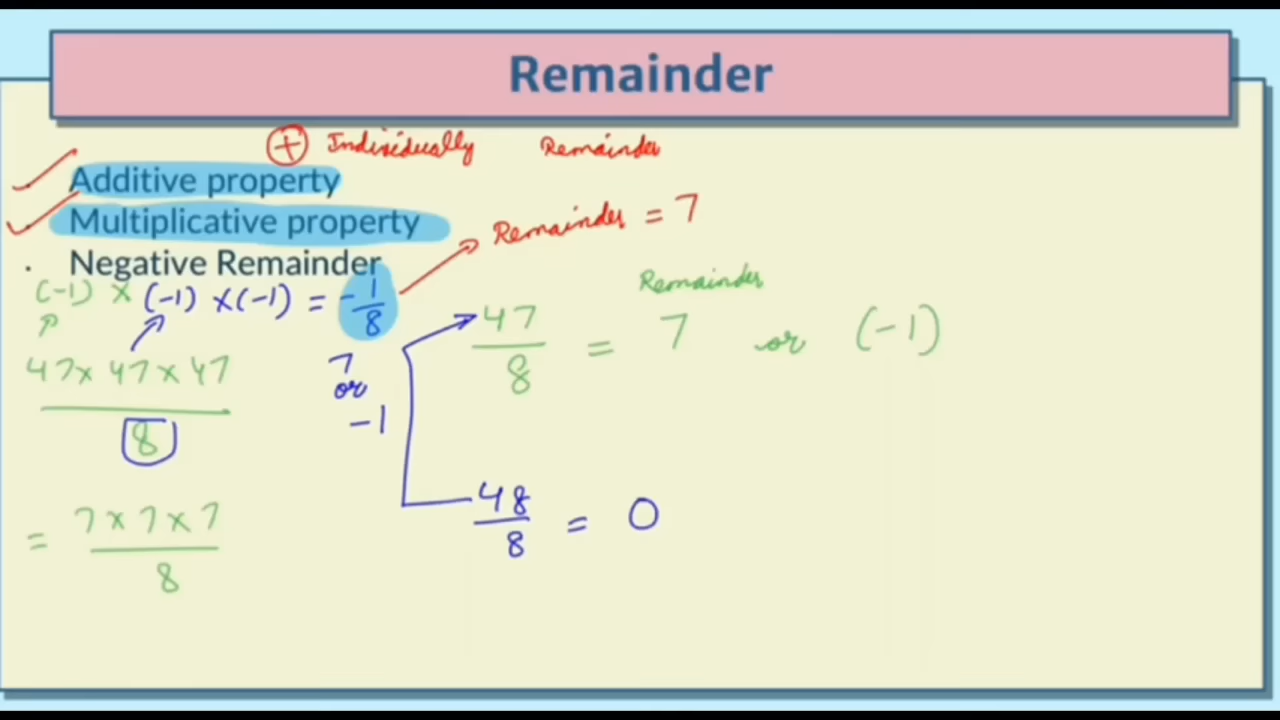 Remainder
+ Individually Remainder
Additive property
Multiplicative property
Remainder = 7
Negative Remainder
(-1) × (-1) × (-1) = -1/8
Remainder
47/8 = 7 or (-1)
47 × 47 × 47
8
7
or
-1
48/8 = 0
= 7 × 7 × 7
8